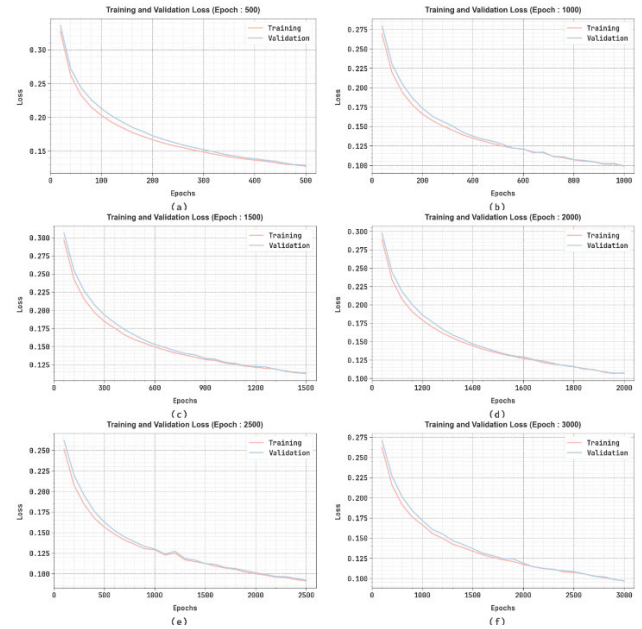 Training and Validation Loss (Epoch : 500)
Training
Validation
0.30
0.25
0.20
0.15
Loss
0 100 200 300 400 500
Epochs
(a)
Training and Validation Loss (Epoch : 1000)
Training
Validation
0.275
0.250
0.225
0.200
0.175
0.150
0.125
0.100
Loss
0 200 400 600 800 1000
Epochs
(b)
Training and Validation Loss (Epoch : 1500)
Training
Validation
0.300
0.275
0.250
0.225
0.200
0.175
0.150
0.125
Loss
0 300 600 900 1200 1500
Epochs
(c)
Training and Validation Loss (Epoch : 2000)
Training
Validation
0.300
0.275
0.250
0.225
0.200
0.175
0.150
0.125
0.100
Loss
0 1200 1400 1600 1800 2000
Epochs
(d)
Training and Validation Loss (Epoch : 2500)
Training
Validation
0.250
0.225
0.200
0.175
0.150
0.125
0.100
Loss
0 500 1000 1500 2000 2500
Epochs
(e)
Training and Validation Loss (Epoch : 3000)
Training
Validation
0.275
0.250
0.225
0.200
0.175
0.150
0.125
0.100
Loss
0 1000 1500 2000 2500 3000
Epochs
(f)